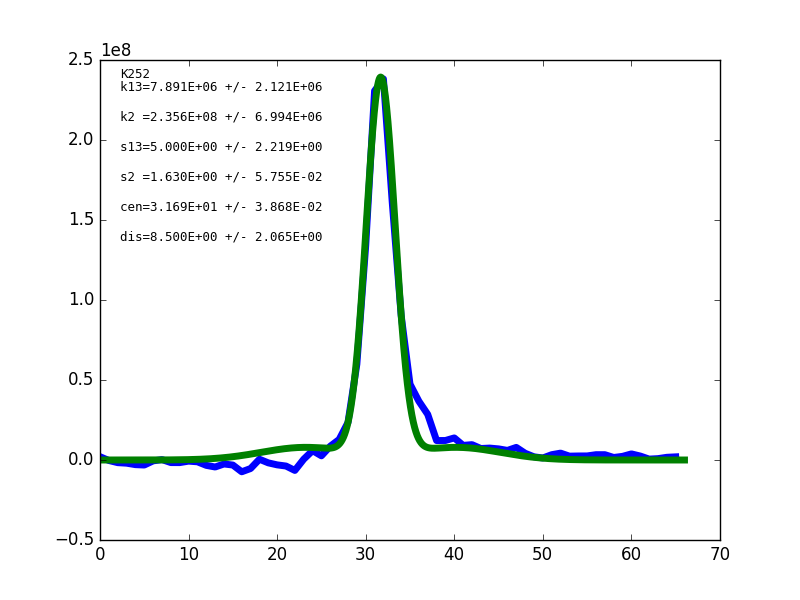 1e8
2.5
2.0
1.5
1.0
0.5
0.0
−0.5
K252
k13=7.891E+06 +/- 2.121E+06
k2 =2.356E+08 +/- 6.994E+06
s13=5.000E+00 +/- 2.219E+00
s2 =1.630E+00 +/- 5.755E-02
cen=3.169E+01 +/- 3.868E-02
dis=8.500E+00 +/- 2.065E+00
0 10 20 30 40 50 60 70